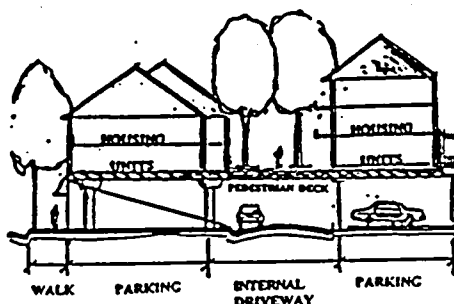 HOUSING HOUSING
UNITS UNITS
PEDESTRIAN DECK
WALK PARKING INTERNAL PARKING
DRIVEWAY